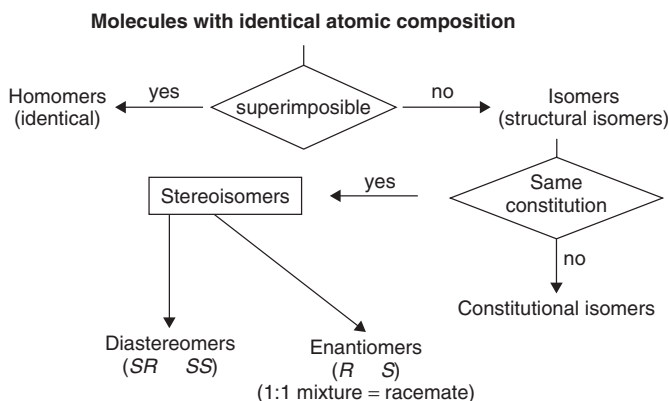 Molecules with identical atomic composition
Homomers
(identical)
yes
superimposible
no
Isomers
(structural isomers)
Stereoisomers
yes
Same
constitution
no
Constitutional isomers
Diastereomers
(SR SS)
Enantiomers
(R S)
(1:1 mixture = racemate)